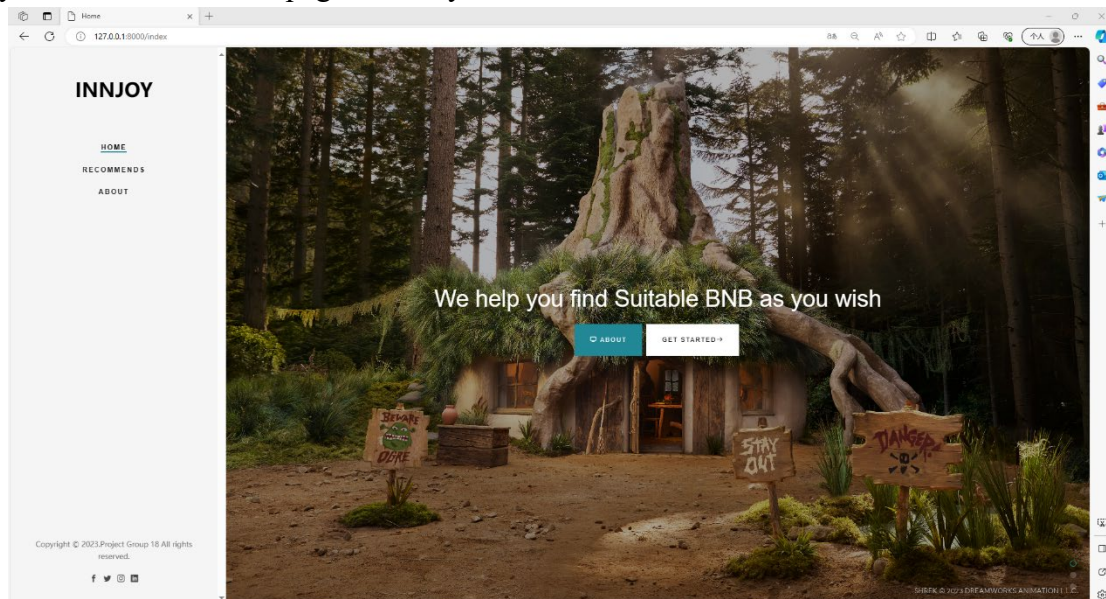 Home
127.0.0.1:8000/index
个人
INNJOY
HOME
RECOMMENDS
ABOUT
We help you find Suitable BNB as you wish
ABOUT
GET STARTED→
BEWARE
OGRE
STAY
OUT
DANGER!
Copyright © 2023.Project Group 18 All rights
reserved.
SHREK © 2023 DREAMWORKS ANIMATION L.L.C.